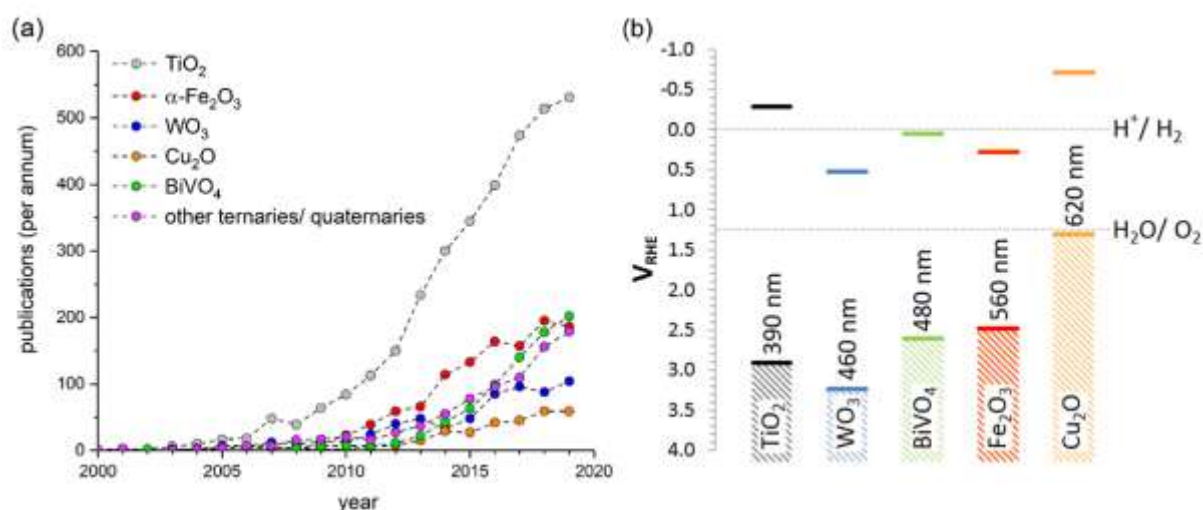 (a)
600
500
400
300
200
100
0
publications (per annum)
2000 2005 2010 2015 2020
year
TiO₂
α-Fe₂O₃
WO₃
Cu₂O
BiVO₄
other ternaries/ quaternaries
(b)
-1.0
-0.5
0.0
0.5
1.0
1.5
2.0
2.5
3.0
3.5
4.0
V_RHE
H⁺/ H₂
H₂O/ O₂
390 nm
460 nm
480 nm
560 nm
620 nm
TiO₂
WO₃
BiVO₄
Fe₂O₃
Cu₂O